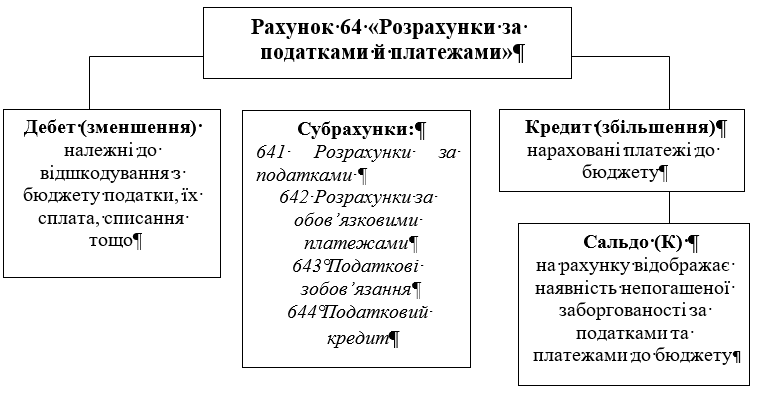 Рахунок·64·«Розрахунки·за·
податками·й·платежами»¶
Дебет·(зменшення)·
належні·до·
відшкодування·з·
бюджету·податки,·їх·
сплата,·списання·
тощо¶
Субрахунки:¶
641· Розрахунки· за·
податками¶
642·Розрахунки·за·
обов’язковими·
платежами¶
643°Податкові·
зобов’язання¶
644°Податковий·
кредит¶
Кредит·(збільшення)¶
нараховані·платежі·до·
бюджету¶
Сальдо·(К)·¶
на·рахунку·відображає·
наявність·непогашеної·
заборгованості·за·
податками·та·
платежами·до·бюджету¶